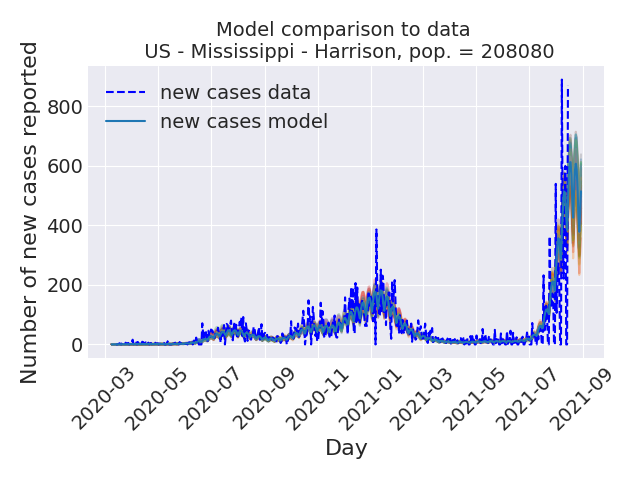 Model comparison to data
US - Mississippi - Harrison, pop. = 208080
Number of new cases reported
800
600
400
200
0
new cases data
new cases model
2020-03
2020-05
2020-07
2020-09
2020-11
2021-01
2021-03
2021-05
2021-07
2021-09
Day